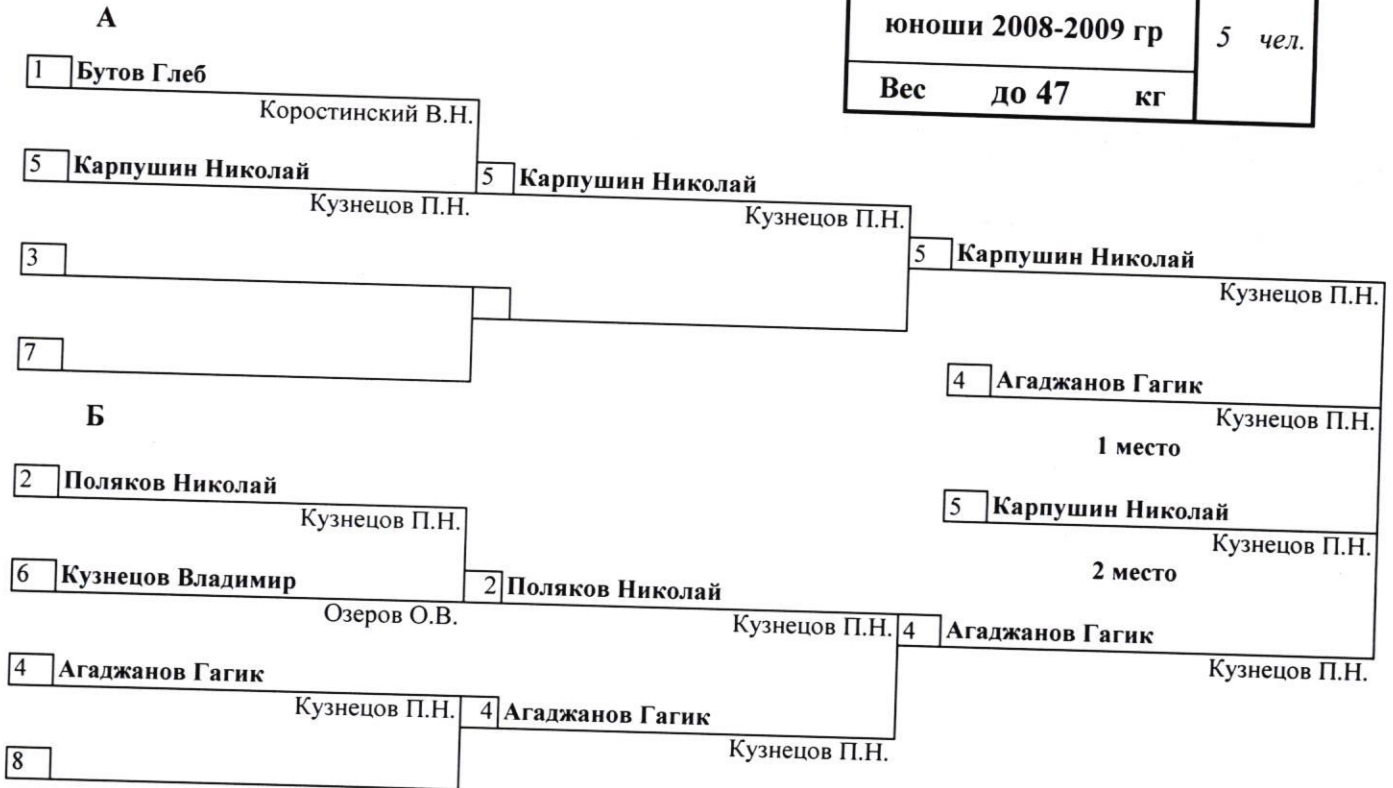 А
юноши 2008-2009 гр
5 чел.
Вес до 47 кг
1 Бутов Глеб
Коростинский В.Н.
5 Карпушин Николай
Кузнецов П.Н.
5 Карпушин Николай
Кузнецов П.Н.
3
5 Карпушин Николай
Кузнецов П.Н.
7
4 Агаджанов Гагик
Кузнецов П.Н.
1 место
Б
2 Поляков Николай
Кузнецов П.Н.
5 Карпушин Николай
Кузнецов П.Н.
2 место
6 Кузнецов Владимир
Озеров О.В.
2 Поляков Николай
Кузнецов П.Н.
4 Агаджанов Гагик
Кузнецов П.Н.
4 Агаджанов Гагик
Кузнецов П.Н.
4 Агаджанов Гагик
Кузнецов П.Н.
8